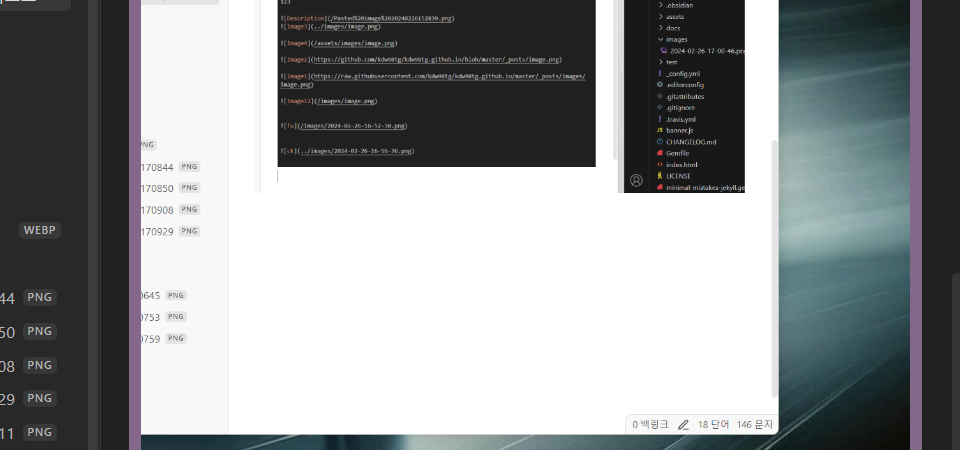 123
![Description](/Pasted%20image%2020240226152839.png)
![Image3](../images/image.png)
![Image4](/assets/images/image.png)
![Image2](https://github.com/kdw98tg/kdw98tg.github.io/blob/master/_posts/image.png)
![Image1](https://raw.githubusercontent.com/kdw98tg/kdw98tg.github.io/master/_posts/images/
image.png)
![Image12](/images/image.png)
![fu](/images/2024-02-26-16-52-50.png)
![ck](../images/2024-02-26-16-56-36.png)
.obsidian
assets
docs
images
2024-02-26-17-00-46.pn
test
_config.yml
.editorconfig
.gitattributes
.gitignore
.travis.yml
banner.js
CHANGELOG.md
Gemfile
index.html
LICENSE
minimal-mistakes-jekyll.ge
PNG
170844 PNG
170850 PNG
170908 PNG
170929 PNG
0645 PNG
0753 PNG
0759 PNG
WEBP
44 PNG
50 PNG
08 PNG
29 PNG
11 PNG
0 백링크 18 단어 146 문자